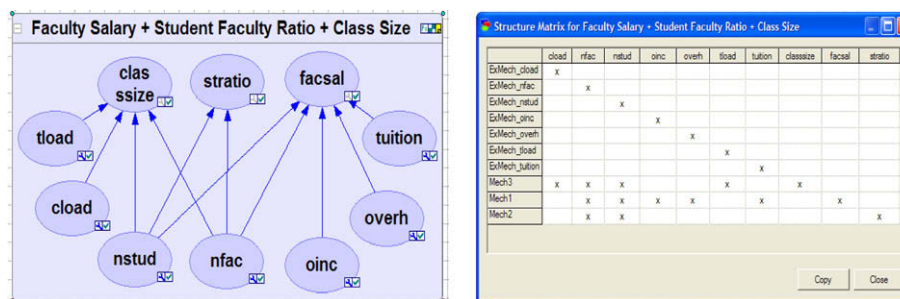 Faculty Salary + Student Faculty Ratio + Class Size
clas
ssize
stratio
facsal
tload
tuition
cload
overh
nstud
nfac
oinc
Structure Matrix for Faculty Salary + Student Faculty Ratio + Class Size
cload nfac nstud oinc overh tload tuition classsize facsal stratio
ExMech_cload x
ExMech_nfac x
ExMech_nstud x
ExMech_oinc x
ExMech_overh x
ExMech_tload x
ExMech_tuition x
Mech3 x x x x x
Mech1 x x x x x x
Mech2 x x x
Copy Close